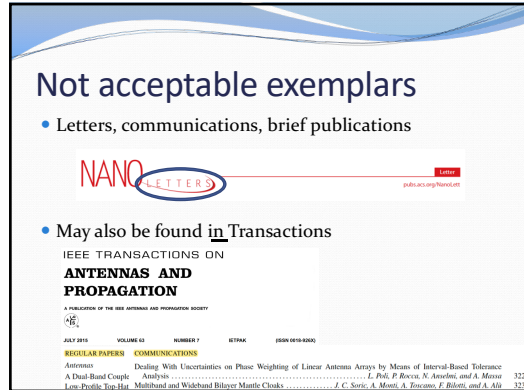 Not acceptable exemplars
• Letters, communications, brief publications
NANO LETTERS
Letter
pubs.acs.org/NanoLett
• May also be found in Transactions
IEEE TRANSACTIONS ON
ANTENNAS AND
PROPAGATION
A PUBLICATION OF THE IEEE ANTENNAS AND PROPAGATION SOCIETY
JULY 2015 VOLUME 63 NUMBER 7 IETPAK (ISSN 0018-926X)
REGULAR PAPERS COMMUNICATIONS
Antennas Dealing With Uncertainties on Phase Weighting of Linear Antenna Arrays by Means of Interval-Based Tolerance
A Dual-Band Couple Analysis .......... L. Poli, P. Rocca, N. Anselmi, and A. Massa
Low-Profile Top-Hat Multiband and Wideband Bilayer Mantle Cloaks .......... J. C. Soric, A. Monti, A. Toscano, F. Bilotti, and A. Alù